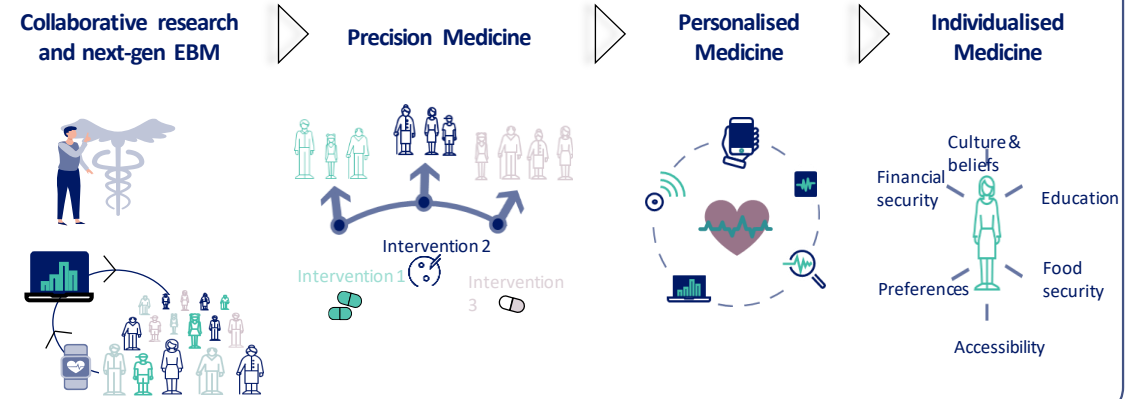 Collaborative research
and next-gen EBM
Precision Medicine
Personalised
Medicine
Individualised
Medicine
Intervention 1
Intervention 2
Intervention
3
Culture &
beliefs
Financial
security
Education
Preferences
Food
security
Accessibility